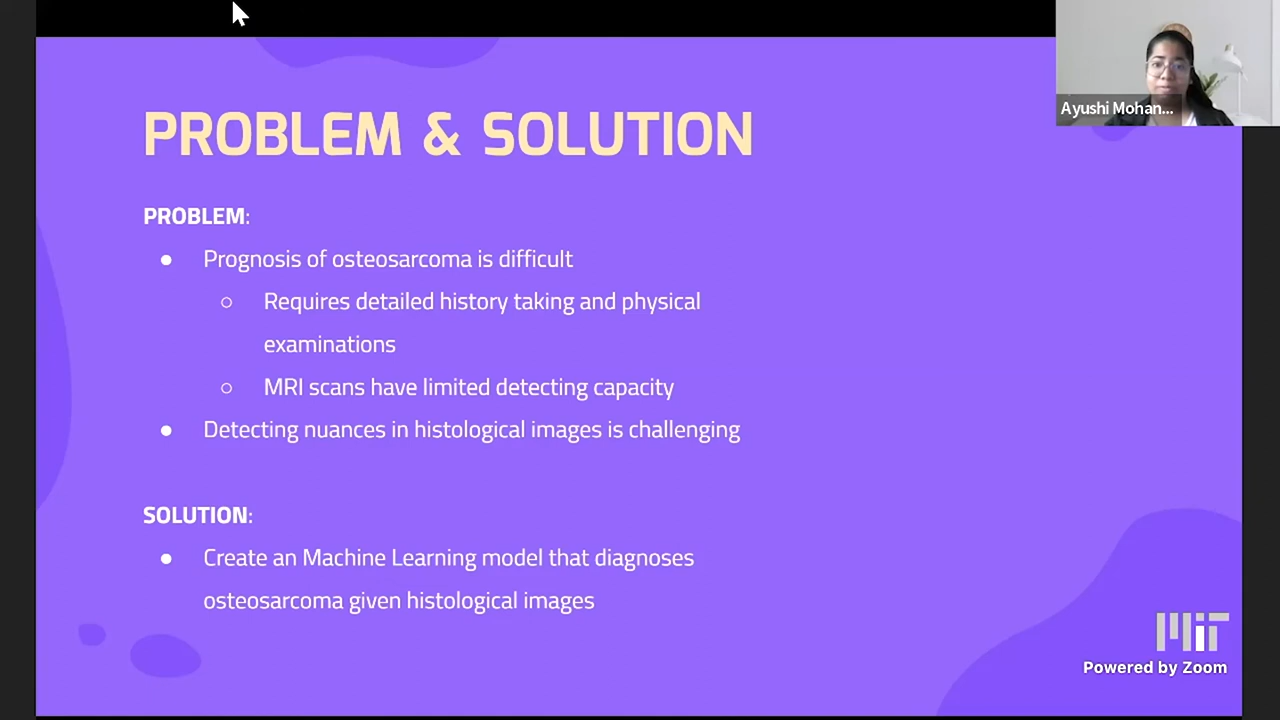 PROBLEM & SOLUTION
Ayushi Mohan...
PROBLEM:
● Prognosis of osteosarcoma is difficult
○ Requires detailed history taking and physical
examinations
○ MRI scans have limited detecting capacity
● Detecting nuances in histological images is challenging
SOLUTION:
● Create an Machine Learning model that diagnoses
osteosarcoma given histological images
MIT
Powered by Zoom